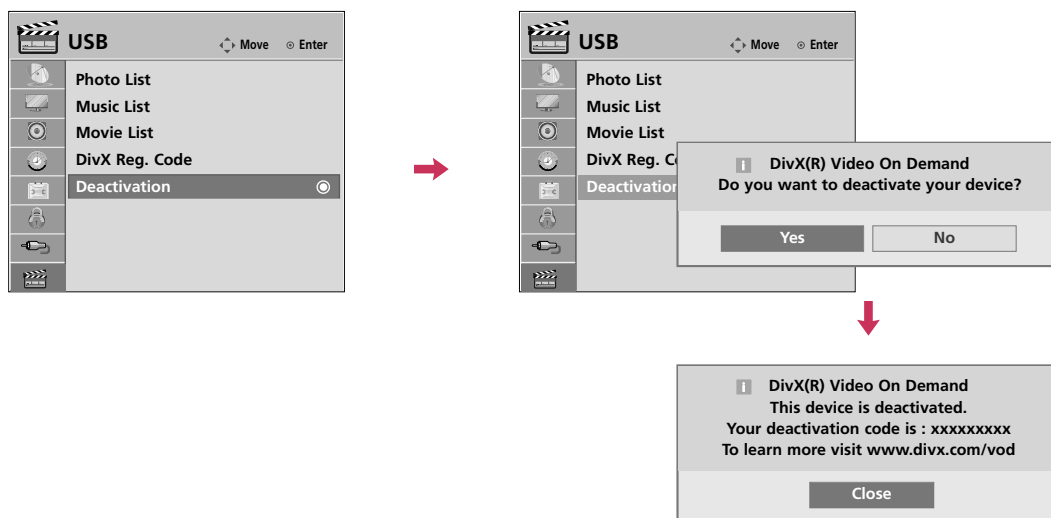 USB Move Enter
Photo List
Music List
Movie List
DivX Reg. Code
Deactivation
USB Move Enter
Photo List
Music List
Movie List
DivX Reg. C
Deactivation
DivX(R) Video On Demand
Do you want to deactivate your device?
Yes No
DivX(R) Video On Demand
This device is deactivated.
Your deactivation code is : xxxxxxxxx
To learn more visit www.divx.com/vod
Close